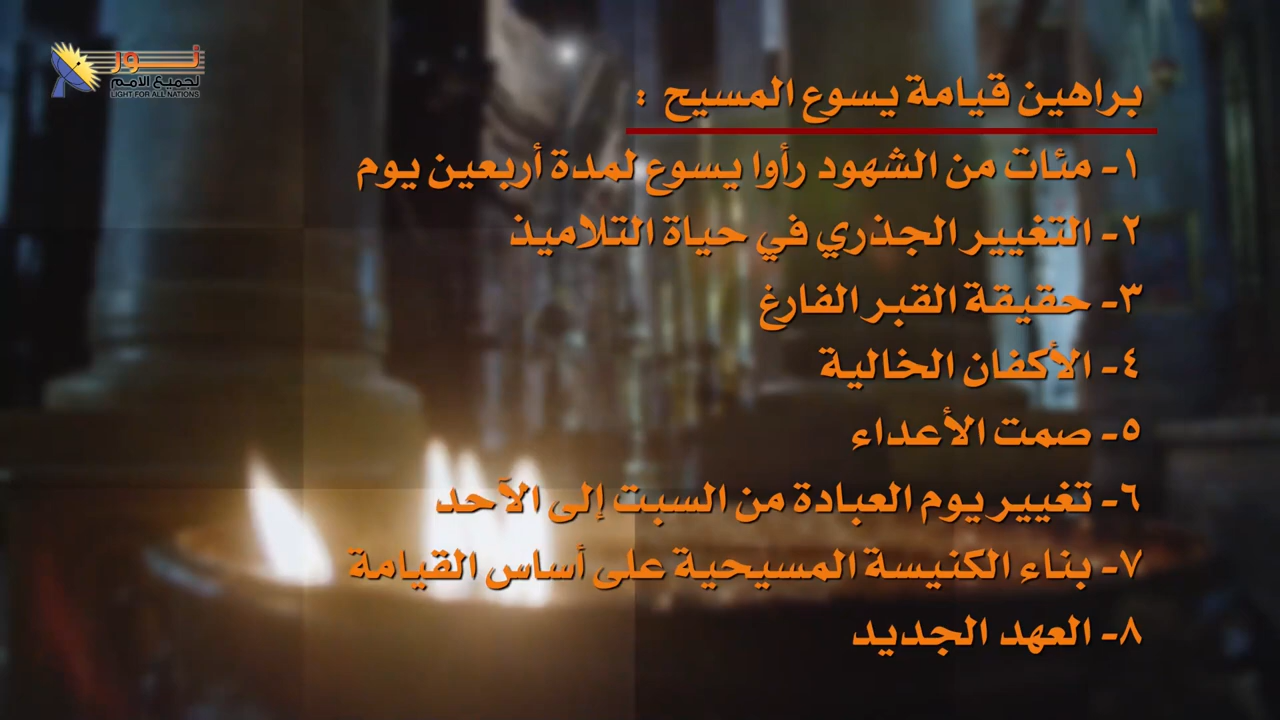 نور
لجميع الأمم
LIGHT FOR ALL NATIONS
براهين قيامة يسوع المسيح :
١- مئات من الشهود رأوا يسوع لمدة أربعين يوم
٢- التغيير الجذري في حياة التلاميذ
٣- حقيقة القبر الفارغ
٤- الأكفان الخالية
٥- صمت الأعداء
٦- تغيير يوم العبادة من السبت إلى الآحد
٧- بناء الكنيسة المسيحية على أساس القيامة
٨- العهد الجديد